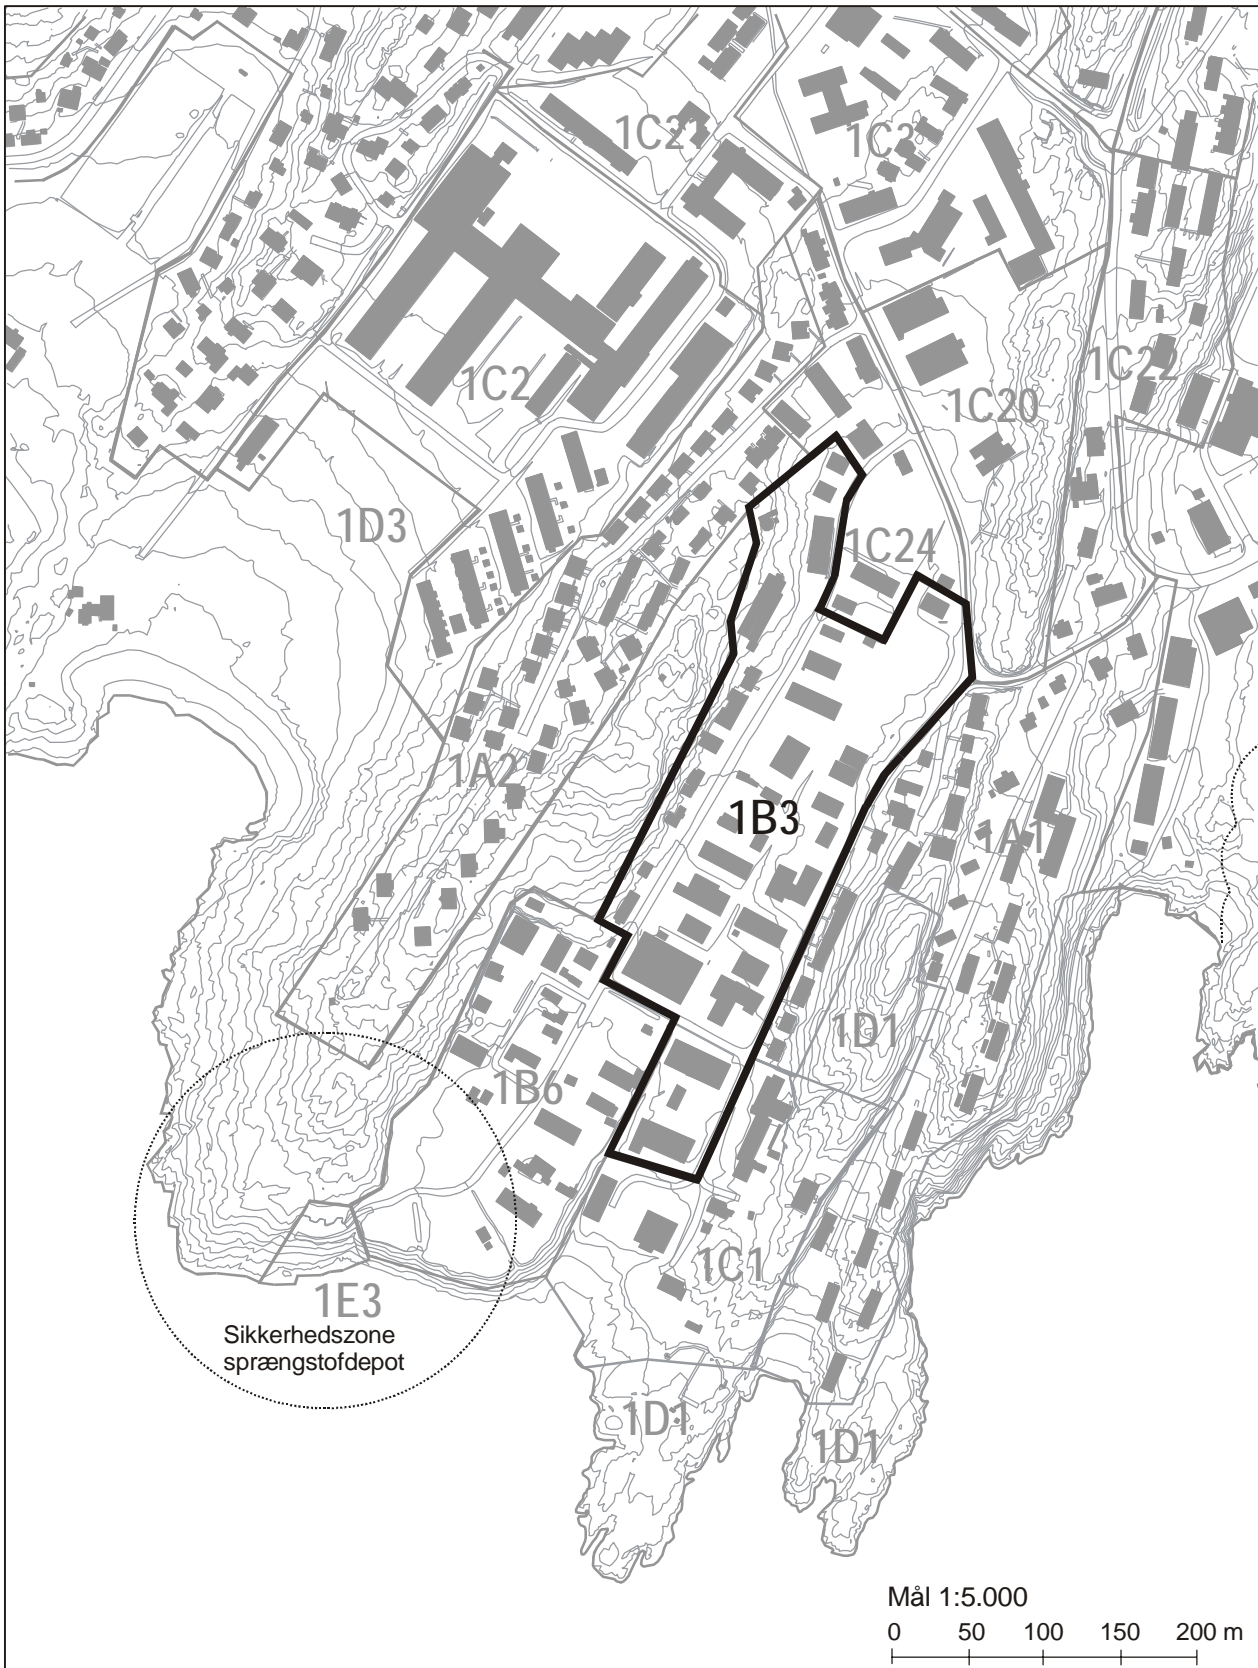 1C21
1C3
1C22
1C2
1C20
1D3
1C24
1A2
1B3
1A1
1D1
1B6
1C1
1E3
Sikkerhedszone
sprængstofdepot
1D1
1D1
Mål 1:5.000
0 50 100 150 200 m